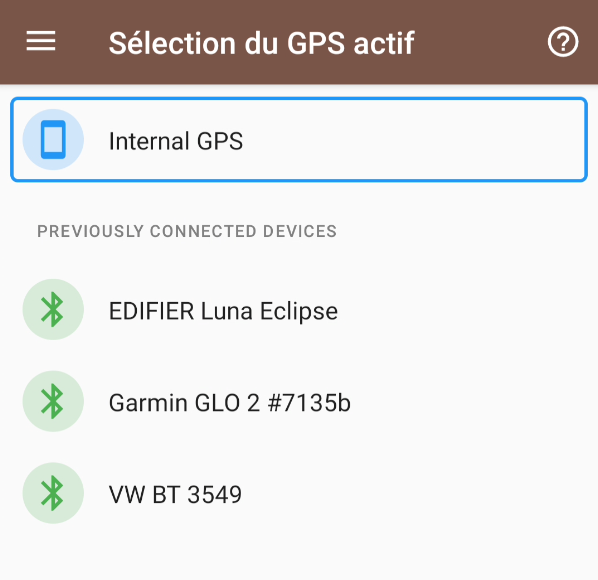 Sélection du GPS actif
Internal GPS
PREVIOUSLY CONNECTED DEVICES
EDIFIER Luna Eclipse
Garmin GLO 2 #7135b
VW BT 3549